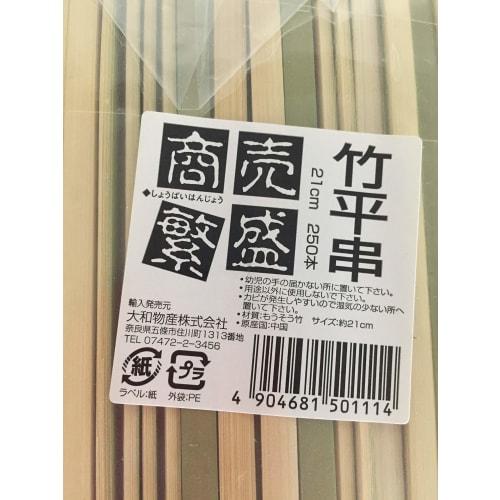 商売
◆しょうばいはんじょう
繁盛
竹平串
21cm 250本
・幼児の手の届かない所に置いて下さい。
・用途以外に使用しないで下さい。
・カビが発生しやすいので湿気の少ない所へ
置いて下さい。
・材質:もうそう竹 サイズ:約21cm
・原産国:中国
輸入発売元
大和物産株式会社
奈良県五條市住川町1313番地
TEL 07472-2-3456
紙
プラ
ラベル:紙 外袋:PE
4 904681 501114